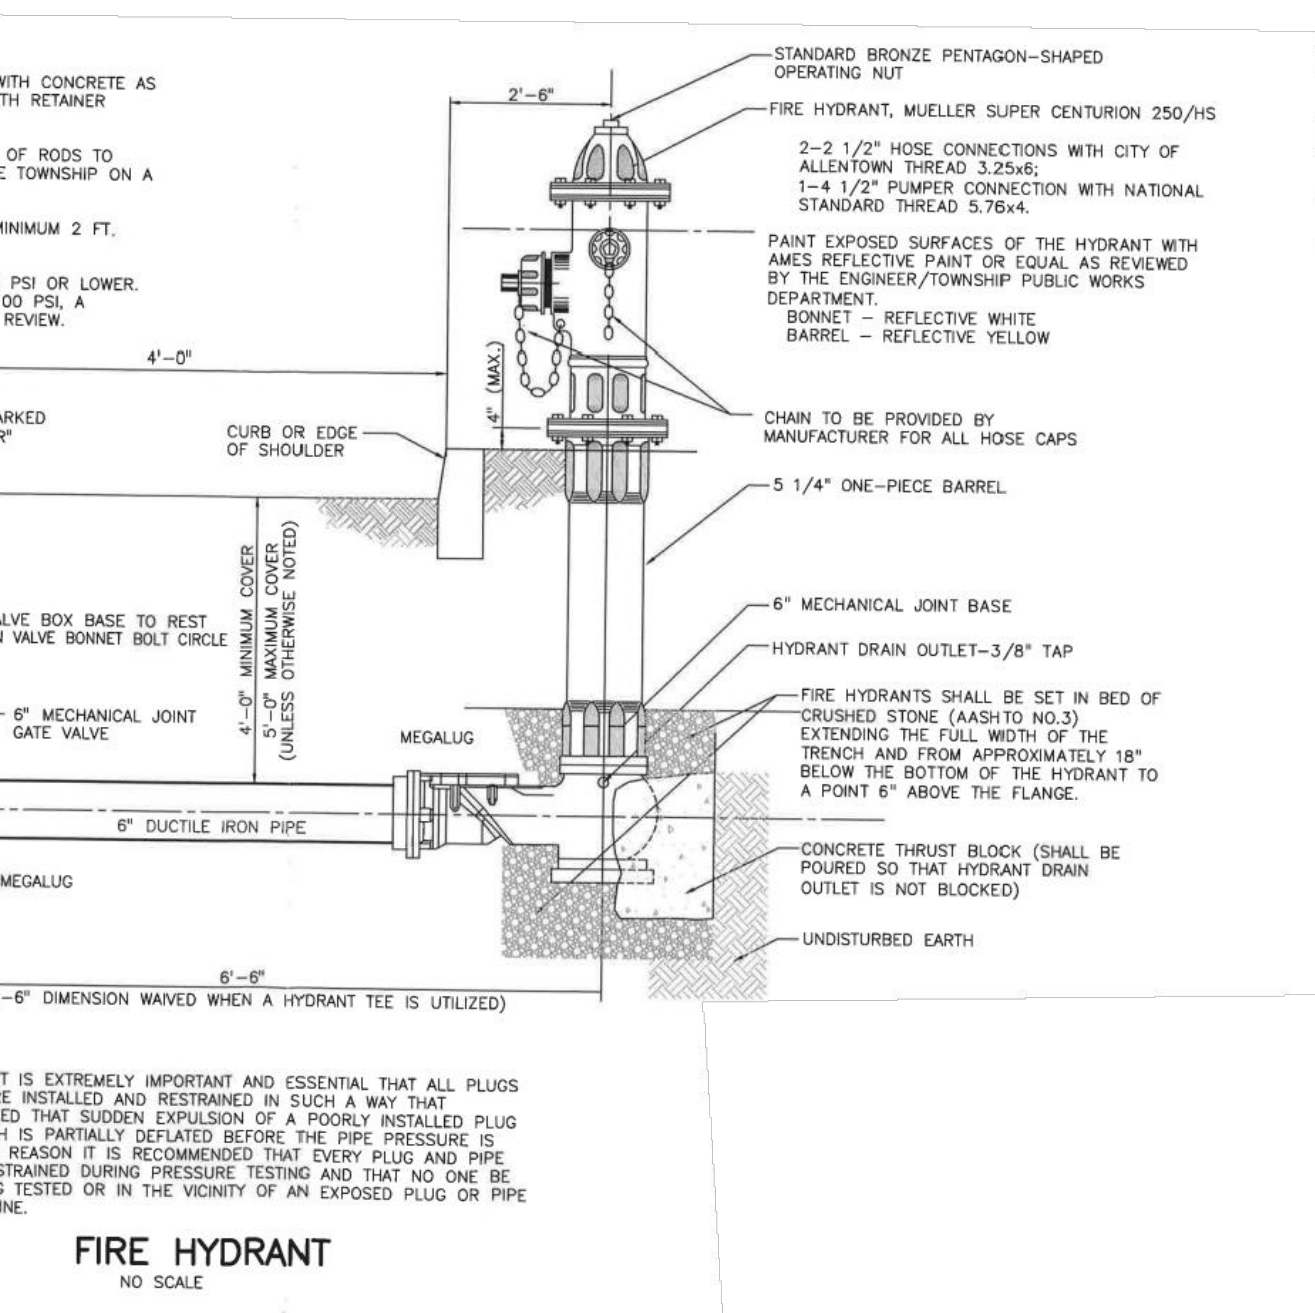 WITH CONCRETE AS
TH RETAINER
OF RODS TO
E TOWNSHIP ON A
MINIMUM 2 FT.
PSI OR LOWER.
00 PSI, A
REVIEW.
4'-0"
ARKED
R"
CURB OR EDGE
OF SHOULDER
2'-6"
4" (MAX.)
STANDARD BRONZE PENTAGON-SHAPED
OPERATING NUT
FIRE HYDRANT, MUELLER SUPER CENTURION 250/HS
2-2 1/2" HOSE CONNECTIONS WITH CITY OF
ALLENTOWN THREAD 3.25x6;
1-4 1/2" PUMPER CONNECTION WITH NATIONAL
STANDARD THREAD 5.76x4.
PAINT EXPOSED SURFACES OF THE HYDRANT WITH
AMES REFLECTIVE PAINT OR EQUAL AS REVIEWED
BY THE ENGINEER/TOWNSHIP PUBLIC WORKS
DEPARTMENT.
BONNET - REFLECTIVE WHITE
BARREL - REFLECTIVE YELLOW
CHAIN TO BE PROVIDED BY
MANUFACTURER FOR ALL HOSE CAPS
5 1/4" ONE-PIECE BARREL
6" MECHANICAL JOINT BASE
HYDRANT DRAIN OUTLET-3/8" TAP
FIRE HYDRANTS SHALL BE SET IN BED OF
CRUSHED STONE (AASHTO NO.3)
EXTENDING THE FULL WIDTH OF THE
TRENCH AND FROM APPROXIMATELY 18"
BELOW THE BOTTOM OF THE HYDRANT TO
A POINT 6" ABOVE THE FLANGE.
CONCRETE THRUST BLOCK (SHALL BE
POURED SO THAT HYDRANT DRAIN
OUTLET IS NOT BLOCKED)
UNDISTURBED EARTH
ALVE BOX BASE TO REST
N VALVE BONNET BOLT CIRCLE
6" MECHANICAL JOINT
GATE VALVE
4'-0" MINIMUM COVER
5'-0" MAXIMUM COVER
(UNLESS OTHERWISE NOTED)
MEGALUG
6" DUCTILE IRON PIPE
MEGALUG
6'-6"
-6" DIMENSION WAIVED WHEN A HYDRANT TEE IS UTILIZED)
T IS EXTREMELY IMPORTANT AND ESSENTIAL THAT ALL PLUGS
RE INSTALLED AND RESTRAINED IN SUCH A WAY THAT
ED THAT SUDDEN EXPULSION OF A POORLY INSTALLED PLUG
H IS PARTIALLY DEFLATED BEFORE THE PIPE PRESSURE IS
REASON IT IS RECOMMENDED THAT EVERY PLUG AND PIPE
STRAINED DURING PRESSURE TESTING AND THAT NO ONE BE
G TESTED OR IN THE VICINITY OF AN EXPOSED PLUG OR PIPE
INE.
FIRE HYDRANT
NO SCALE